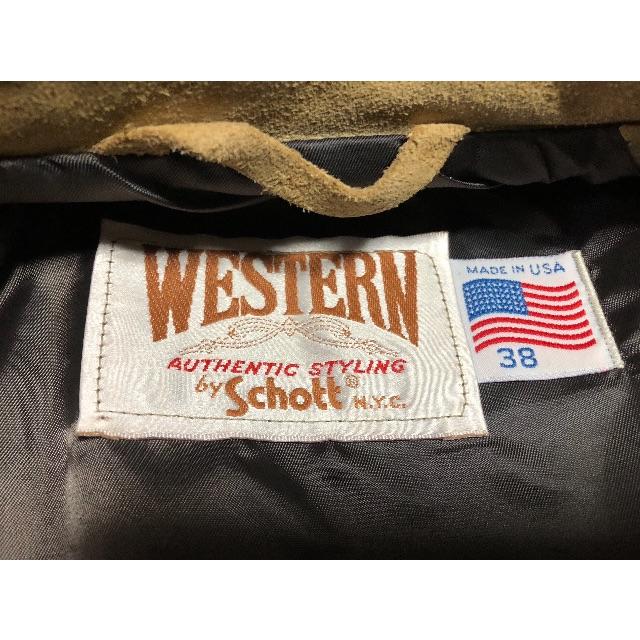 WESTERN
AUTHENTIC STYLING
by Schott® N.Y.C.
MADE IN USA
38